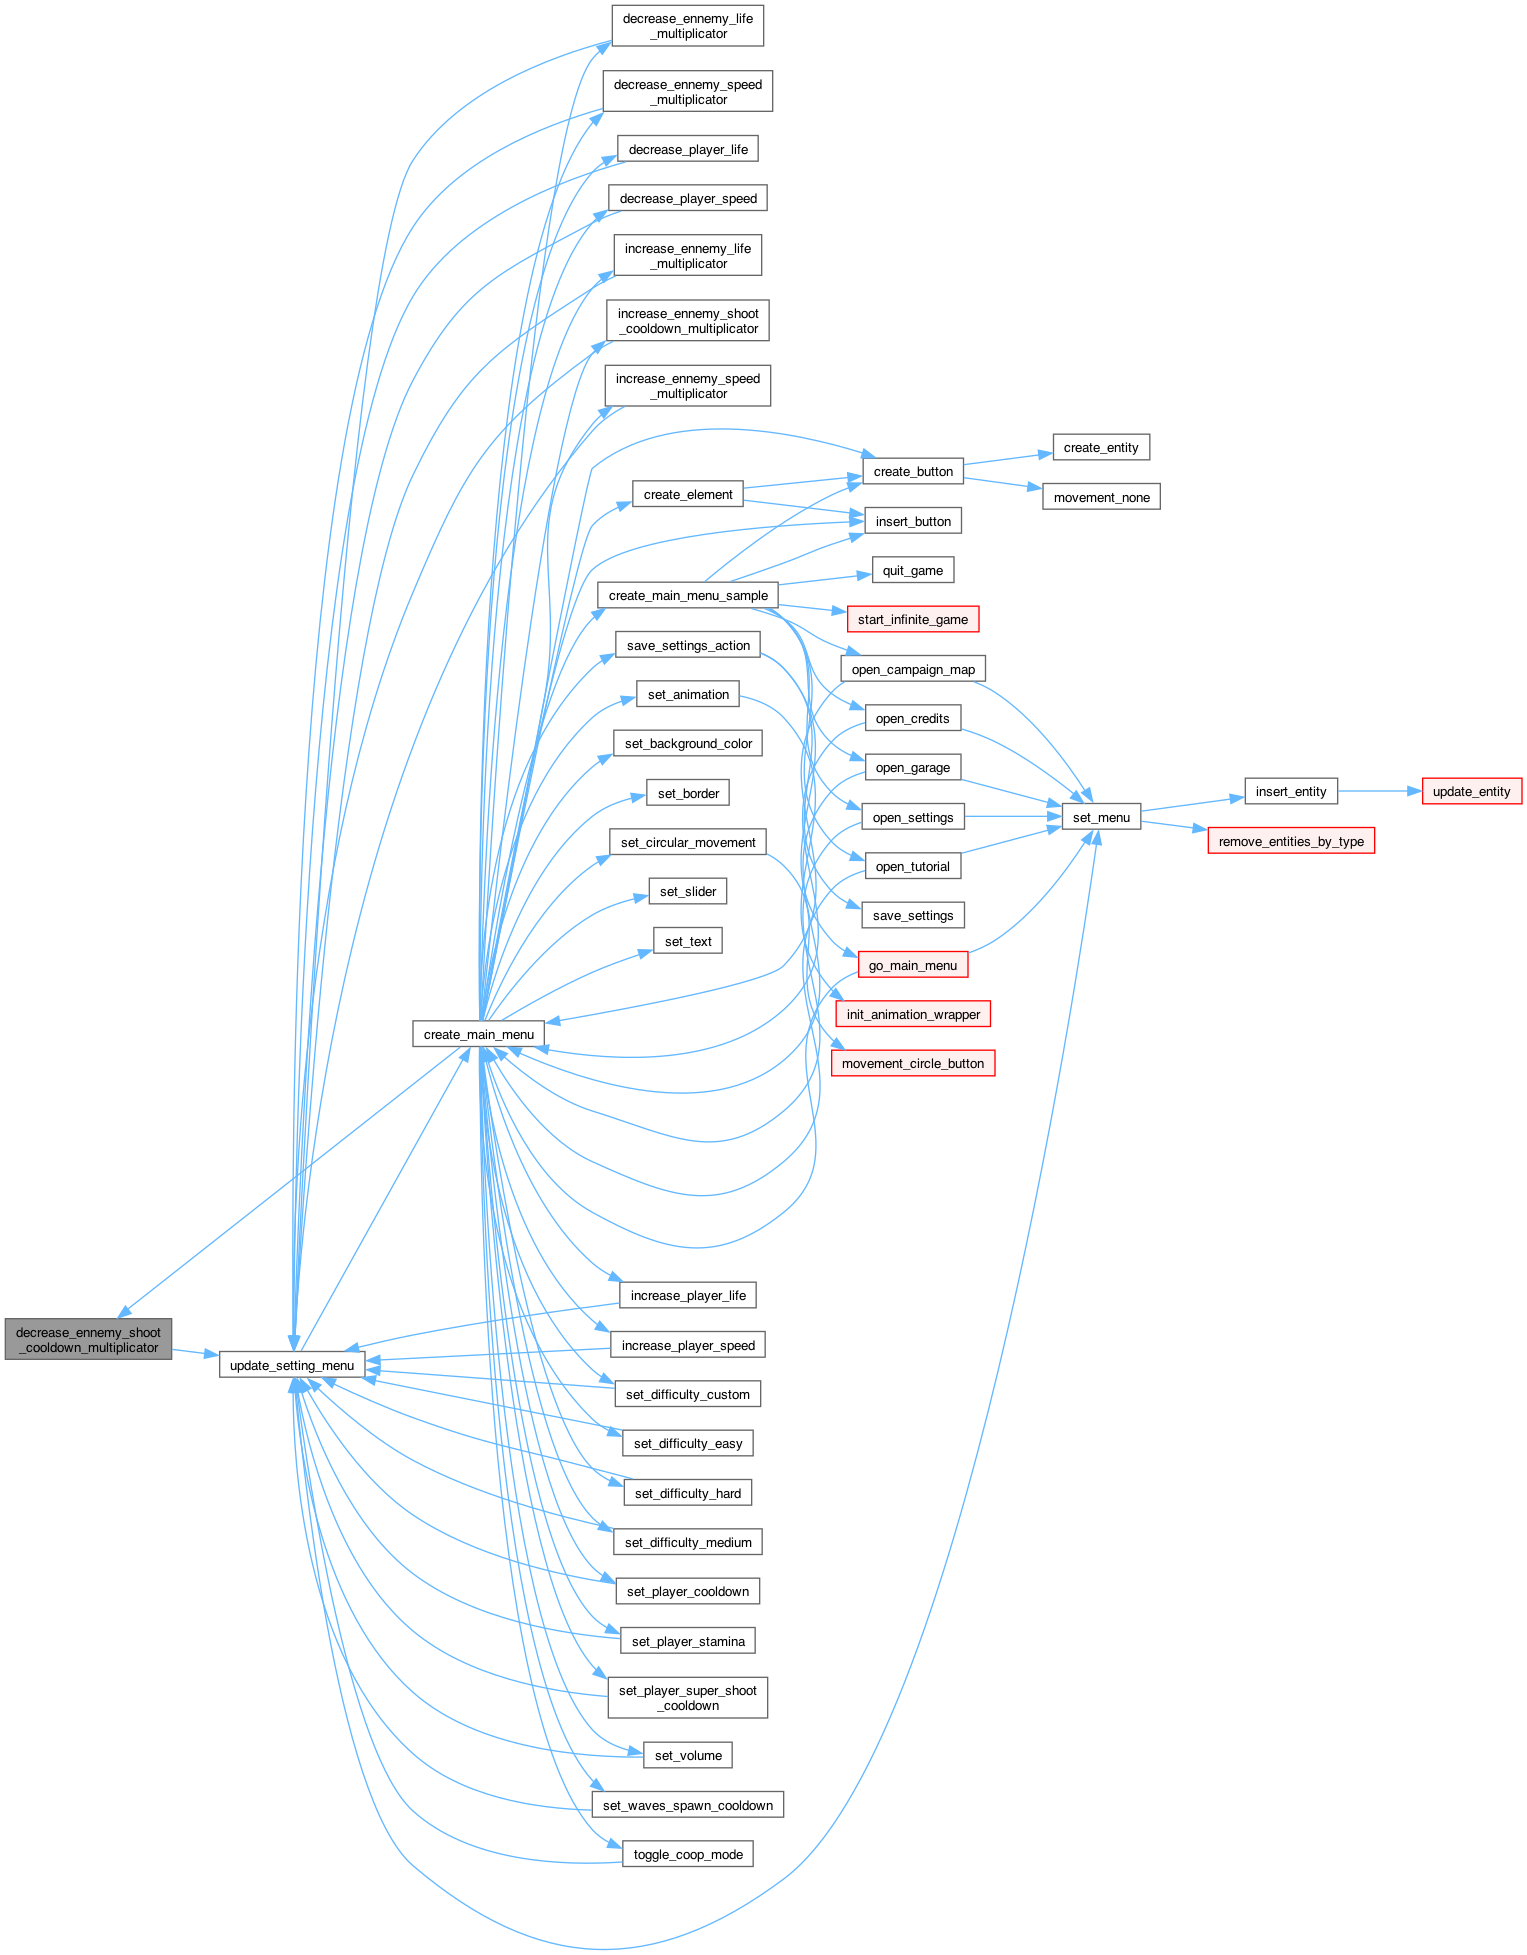 decrease_ennemy_life
_multiplicator
decrease_ennemy_speed
_multiplicator
decrease_player_life
decrease_player_speed
increase_ennemy_life
_multiplicator
increase_ennemy_shoot
_cooldown_multiplicator
increase_ennemy_speed
_multiplicator
create_entity
create_button
create_element
movement_none
insert_button
quit_game
create_main_menu_sample
start_infinite_game
save_settings_action
open_campaign_map
set_animation
open_credits
set_background_color
open_garage
set_border
insert_entity
update_entity
open_settings
set_menu
set_circular_movement
remove_entities_by_type
open_tutorial
set_slider
save_settings
set_text
go_main_menu
init_animation_wrapper
create_main_menu
movement_circle_button
increase_player_life
decrease_ennemy_shoot
_cooldown_multiplicator
increase_player_speed
update_setting_menu
set_difficulty_custom
set_difficulty_easy
set_difficulty_hard
set_difficulty_medium
set_player_cooldown
set_player_stamina
set_player_super_shoot
_cooldown
set_volume
set_waves_spawn_cooldown
toggle_coop_mode